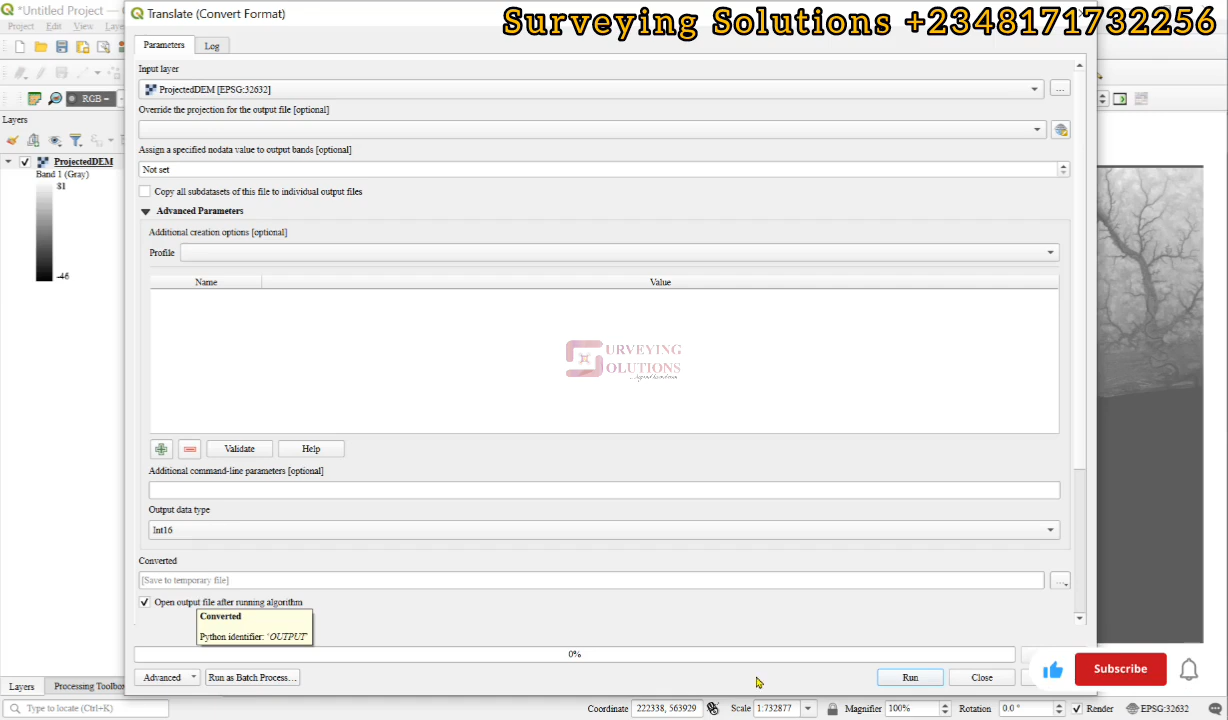 *Untitled Project —
Translate (Convert Format)
Surveying Solutions +2348171732256
Project Edit View
Parameters Log
Input layer
ProjectedDEM [EPSG:32632]
...
Override the projection for the output file [optional]
RGB
Assign a specified nodata value to output bands [optional]
Layers
Not set
Copy all subdatasets of this file to individual output files
ProjectedDEM
Band 1 (Gray)
81
-46
Advanced Parameters
Additional creation options [optional]
Profile
Name Value
SURVEYING
SOLUTIONS
Validate Help
Additional command-line parameters [optional]
Output data type
Int16
Converted
[Save to temporary file]
...
Open output file after running algorithm
Converted
Python identifier: 'OUTPUT'
0%
Advanced Run as Batch Process... Run Close
Subscribe
Layers Processing Toolbox
Type to locate (Ctrl+K) Coordinate 222338, 563929 Scale 1:732877 Magnifier 100% Rotation 0.0 ° Render EPSG:32632